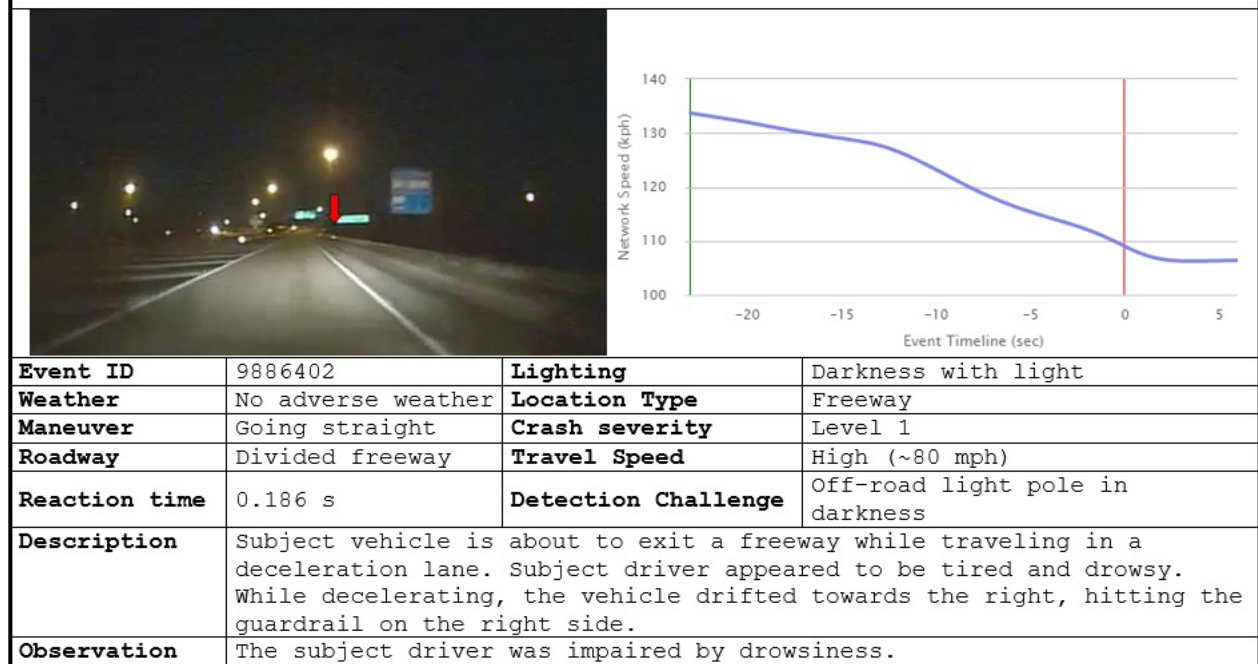 140
130
120
110
100
Network Speed (kph)
-20 -15 -10 -5 0 5
Event Timeline (sec)
Event ID 9886402 Lighting Darkness with light
Weather No adverse weather Location Type Freeway
Maneuver Going straight Crash severity Level 1
Roadway Divided freeway Travel Speed High (~80 mph)
Reaction time 0.186 s Detection Challenge Off-road light pole in
darkness
Description Subject vehicle is about to exit a freeway while traveling in a
deceleration lane. Subject driver appeared to be tired and drowsy.
While decelerating, the vehicle drifted towards the right, hitting the
guardrail on the right side.
Observation The subject driver was impaired by drowsiness.